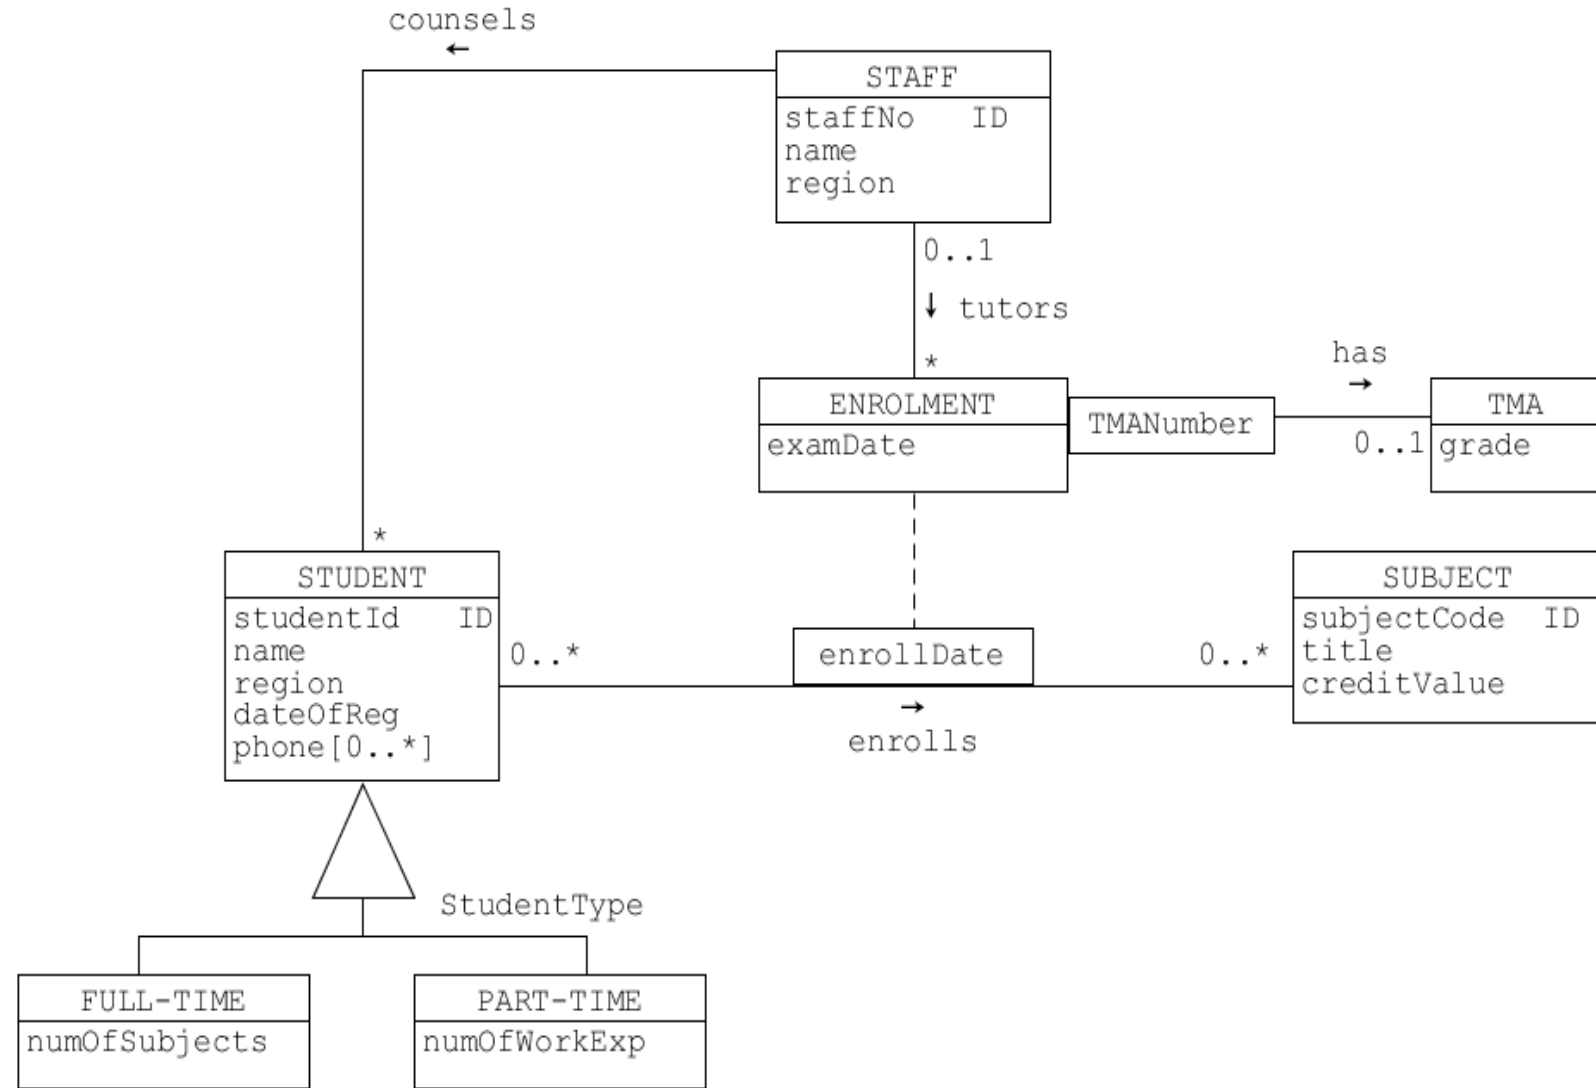 counsels
←
STAFF
staffNo ID
name
region
0..1
↓ tutors
*
has
→
ENROLMENT
examDate
TMANumber
0..1
TMA
grade
*
STUDENT
studentId ID
name
region
dateOfReg
phone[0..*]
0..*
enrollDate
→
enrolls
0..*
SUBJECT
subjectCode ID
title
creditValue
StudentType
FULL-TIME
numOfSubjects
PART-TIME
numOfWorkExp